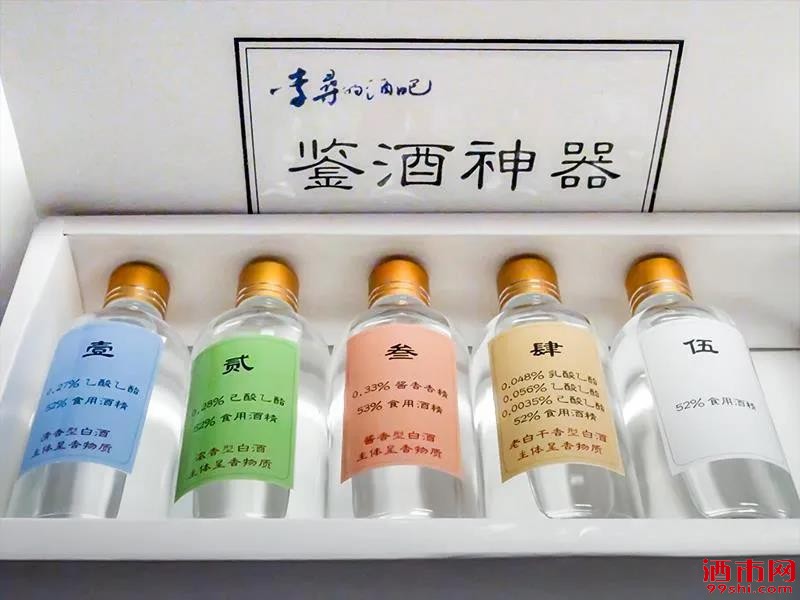 李寻的酒吧
鉴酒神器
壹
0.27% 乙酸乙酯
52% 食用酒精
清香型白酒
主体呈香物质
贰
0.28% 己酸乙酯
52% 食用酒精
浓香型白酒
主体呈香物质
叁
0.33% 酱香香精
53% 食用酒精
酱香型白酒
主体呈香物质
肆
0.048% 乳酸乙酯
0.056% 乙酸乙酯
0.0035% 己酸乙酯
52% 食用酒精
老白干香型白酒
主体呈香物质
伍
52% 食用酒精
酒市网
99shi.com